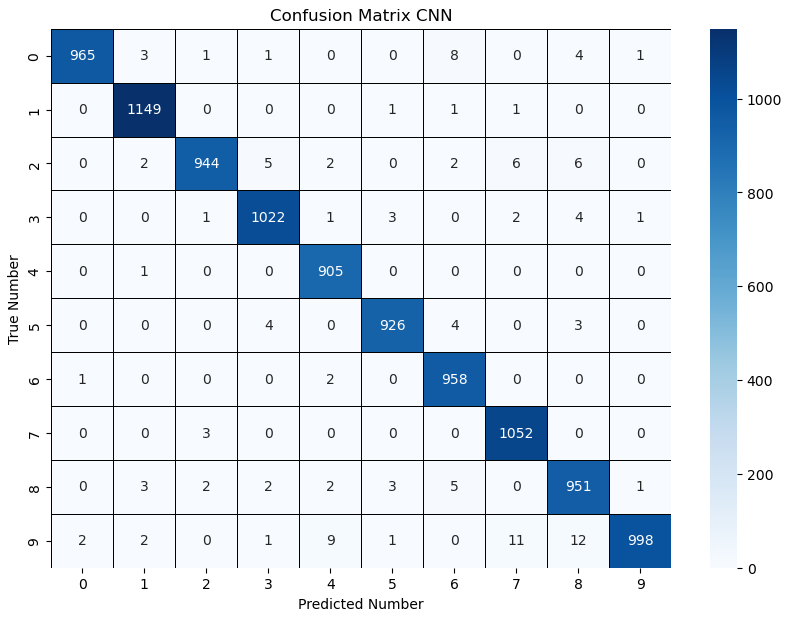 Confusion Matrix CNN
True Number
0 965 3 1 1 0 0 8 0 4 1
1 0 1149 0 0 0 1 1 1 0 0
2 0 2 944 5 2 0 2 6 6 0
3 0 0 1 1022 1 3 0 2 4 1
4 0 1 0 0 905 0 0 0 0 0
5 0 0 0 4 0 926 4 0 3 0
6 1 0 0 0 2 0 958 0 0 0
7 0 0 3 0 0 0 0 1052 0 0
8 0 3 2 2 2 3 5 0 951 1
9 2 2 0 1 9 1 0 11 12 998
0 1 2 3 4 5 6 7 8 9
Predicted Number
1000
800
600
400
200
0